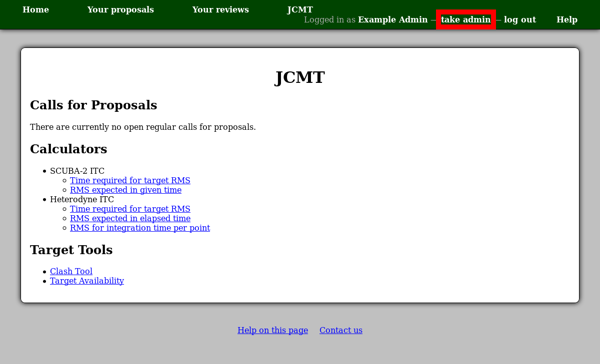 Home Your proposals Your reviews JCMT
Logged in as Example Admin — take admin — log out Help
JCMT
Calls for Proposals
There are currently no open regular calls for proposals.
Calculators
SCUBA-2 ITC
Time required for target RMS
RMS expected in given time
Heterodyne ITC
Time required for target RMS
RMS expected in elapsed time
RMS for integration time per point
Target Tools
Clash Tool
Target Availability
Help on this page Contact us